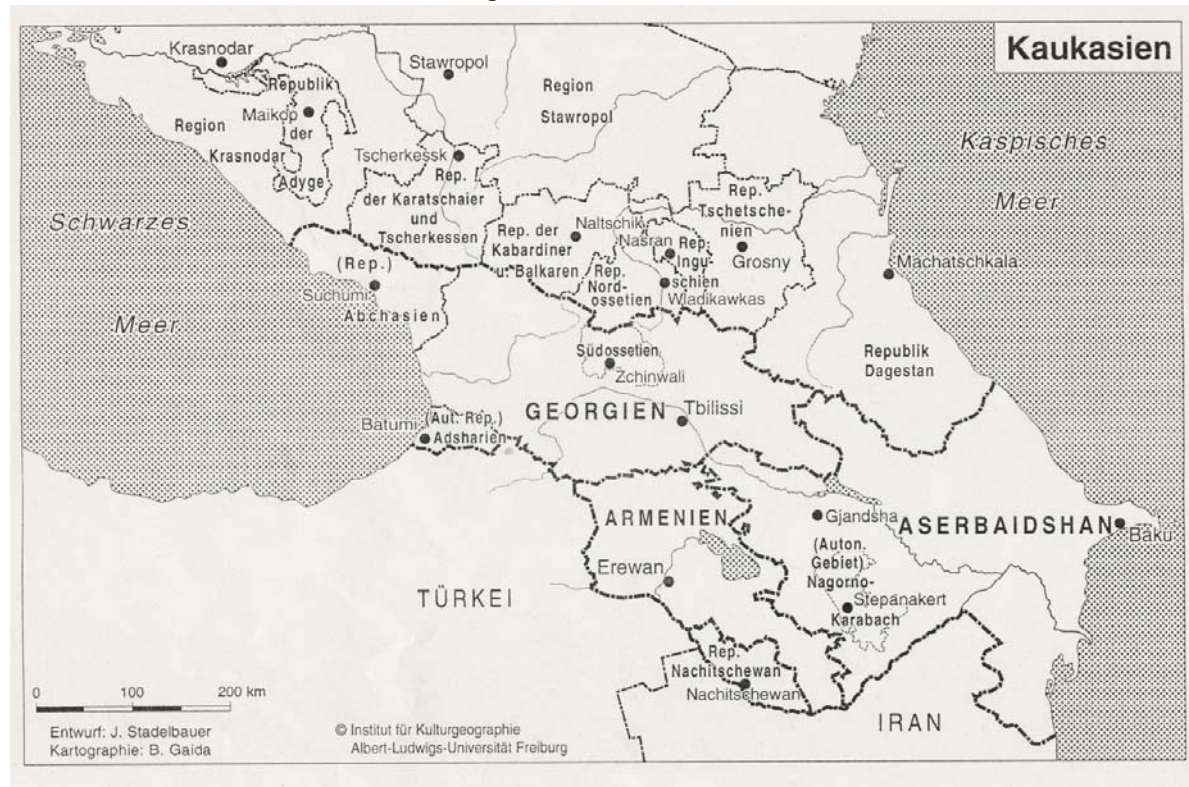 Kaukasien
Krasnodar
Stawropol
Republik
Maikop
der
Adyge
Region
Krasnodar
Region
Stawropol
Tscherkessk
Rep.
der Karatschaier
und
Tscherkessen
Kaspisches
Meer
Schwarzes
Meer
Rep.
Tschetsche-
nien
Grosny
Naltschik
Rep. der
Kabardiner
u. Balkaren
Nasran
Rep.
Ingu-
schien
Rep.
Nord-
ossetien
Wladikawkas
Machatschkala
(Rep.)
Suchumi
Abchasien
Republik
Dagestan
Südossetien
Zchinwali
GEORGIEN
Tbilissi
Batumi
(Aut. Rep.)
Adsharien
ARMENIEN
Erewan
Gjandsha
ASERBAIDSHAN
Baku
(Auton.
Gebiet)
Nagorno-
Stepanakert
Karabach
TÜRKEI
Rep.
Nachitschewan
Nachitschewan
IRAN
0 100 200 km
Entwurf: J. Stadelbauer
Kartographie: B. Gaida
© Institut für Kulturgeographie
Albert-Ludwigs-Universität Freiburg